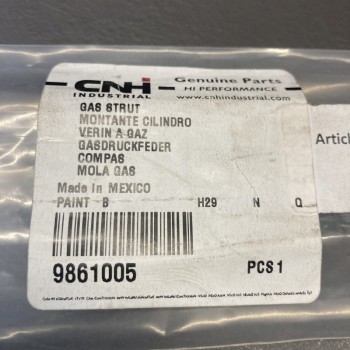 CNH
INDUSTRIAL
Genuine Parts
HI PERFORMANCE
www.cnhindustrial.com
GAS STRUT
MONTANTE CILINDRO
VERIN A GAZ
GASDRUCKFEDER
COMPAS
MOLA GAS
Made in MEXICO
PAINT B H29 N Q
9861005 PCS 1
Articl